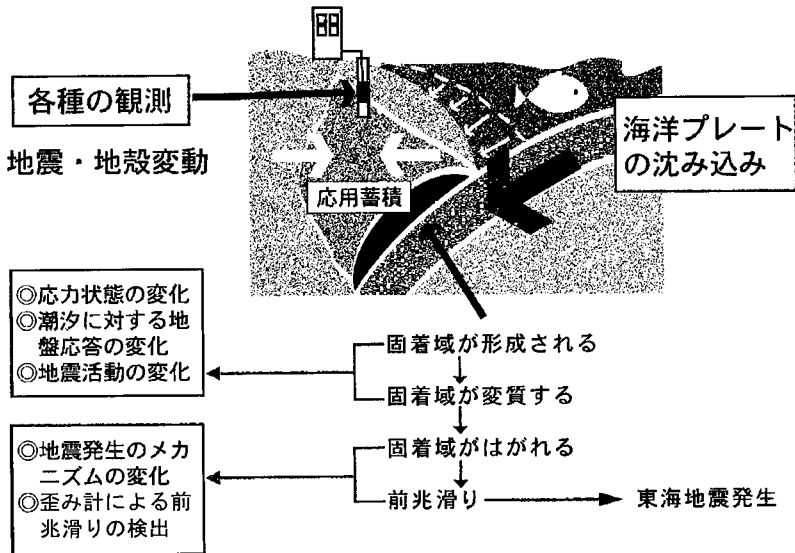 各種の観測
地震・地殻変動
応用蓄積
海洋プレート
の沈み込み
◎応力状態の変化
◎潮汐に対する地
盤応答の変化
◎地震活動の変化
固着域が形成される
固着域が変質する
◎地震発生のメカ
ニズムの変化
◎歪み計による前
兆滑りの検出
固着域がはがれる
前兆滑り
東海地震発生